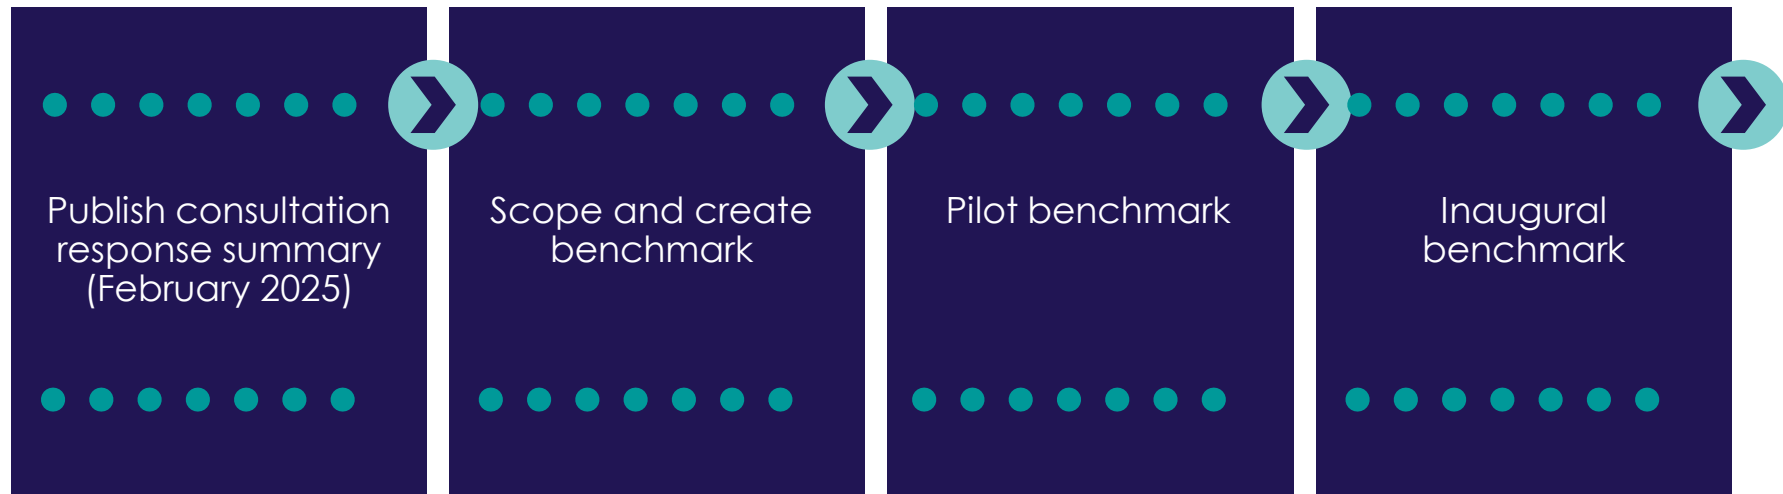 Publish consultation
response summary
(February 2025)
Scope and create
benchmark
Pilot benchmark
Inaugural
benchmark